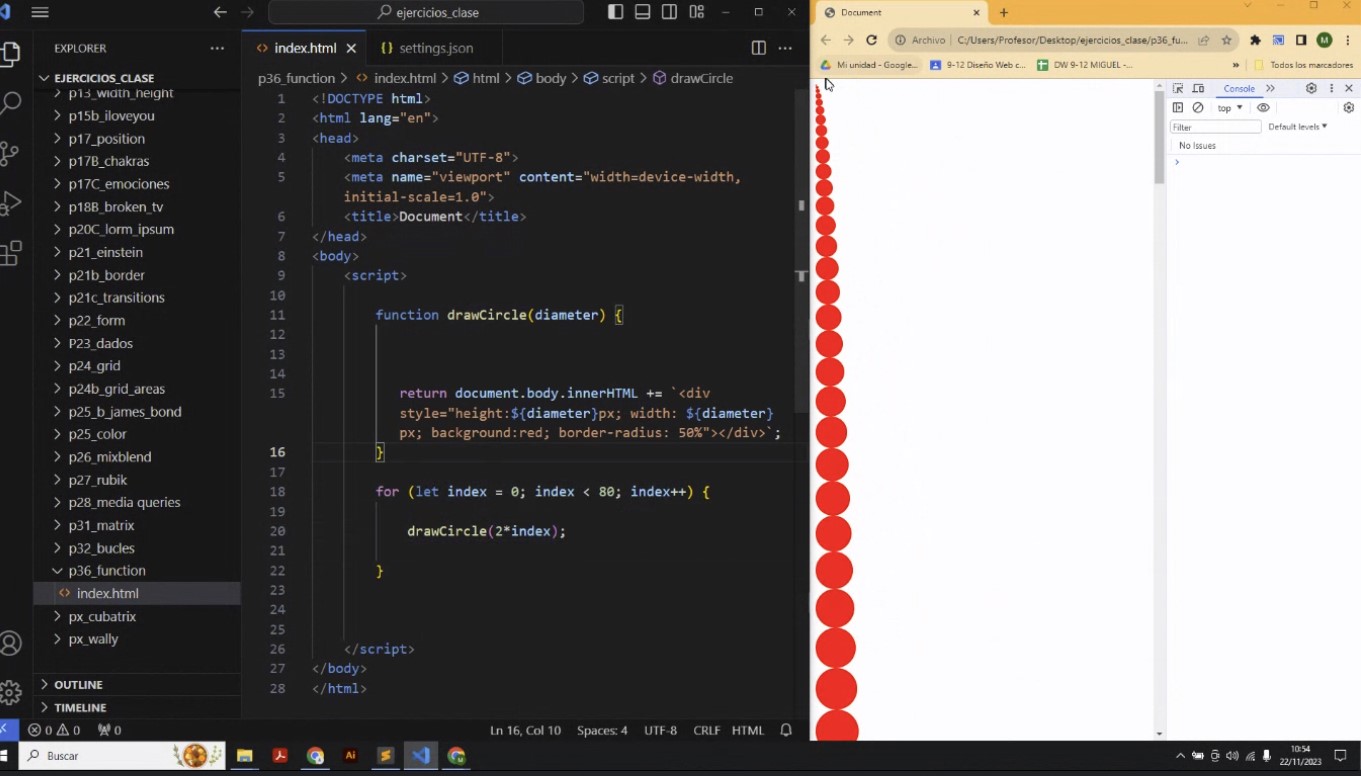 ejercicios_clase
EXPLORER
EJERCICIOS_CLASE
p13_width_height
p15b_iloveyou
p17_position
p17B_chakras
p17C_emociones
p18B_broken_tv
p20C_lorm_ipsum
p21_einstein
p21b_border
p21c_transitions
p22_form
P23_dados
p24_grid
p24b_grid_areas
p25_b_james_bond
p25_color
p26_mixblend
p27_rubik
p28_media queries
p31_matrix
p32_bucles
p36_function
<> index.html
px_cubatrix
px_wally
OUTLINE
TIMELINE
<> index.html
{} settings.json
p36_function > <> index.html > html > body > script > drawCircle
1 <!DOCTYPE html>
2 <html lang="en">
3 <head>
4 <meta charset="UTF-8">
5 <meta name="viewport" content="width=device-width,
initial-scale=1.0">
6 <title>Document</title>
7 </head>
8 <body>
9 <script>
10
11 function drawCircle(diameter) {
12
13
14
15 return document.body.innerHTML += `<div
style="height:${diameter}px; width: ${diameter}
px; background:red; border-radius: 50%"></div>`;
16 }
17
18 for (let index = 0; index < 80; index++) {
19
20 drawCircle(2*index);
21
22 }
23
24
25
26 </script>
27 </body>
28 </html>
0 0 0
Ln 16, Col 10 Spaces: 4 UTF-8 CRLF HTML
Document
Archivo C:/Users/Profesor/Desktop/ejercicios_clase/p36_fu...
M
Mi unidad - Google... 9-12 Diseño Web c... DW 9-12 MIGUEL -... » Todos los marcadores
Console
top
Filter Default levels
No Issues
Buscar
Ai
10:54
22/11/2023